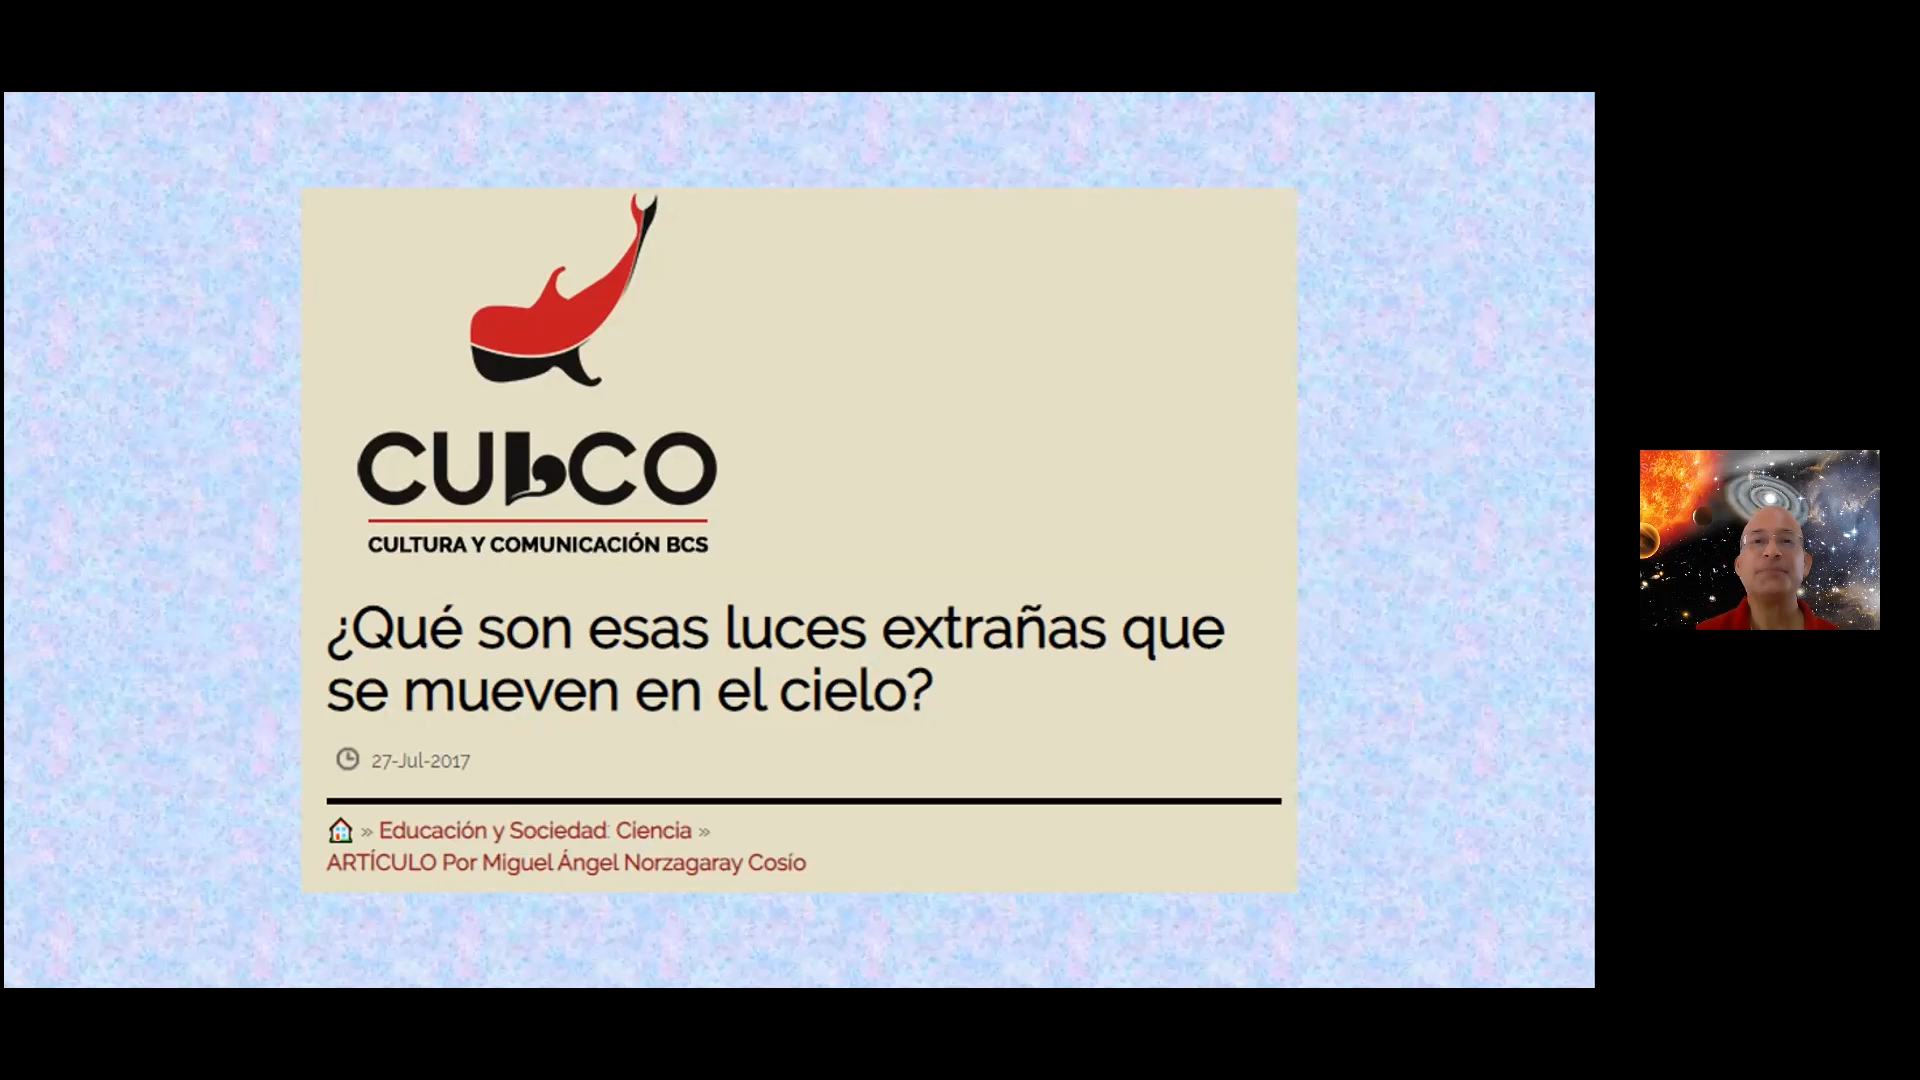 CULCO
CULTURA Y COMUNICACIÓN BCS
¿Qué son esas luces extrañas que
se mueven en el cielo?
27-Jul-2017
» Educación y Sociedad: Ciencia »
ARTÍCULO Por Miguel Ángel Norzagaray Cosío